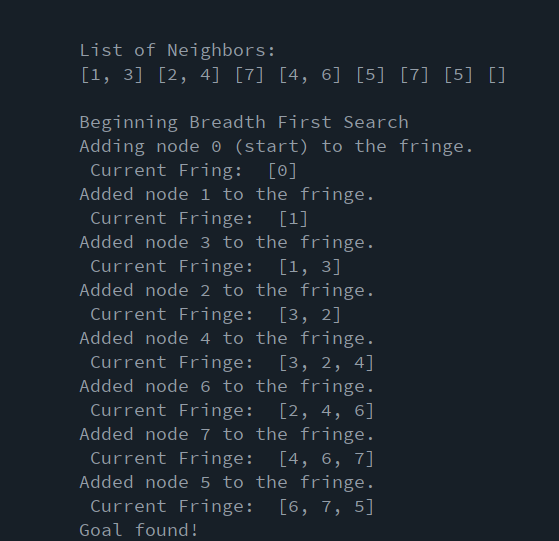 List of Neighbors:
[1, 3] [2, 4] [7] [4, 6] [5] [7] [5] []
Beginning Breadth First Search
Adding node 0 (start) to the fringe.
Current Fring:  [0]
Added node 1 to the fringe.
Current Fringe:  [1]
Added node 3 to the fringe.
Current Fringe:  [1, 3]
Added node 2 to the fringe.
Current Fringe:  [3, 2]
Added node 4 to the fringe.
Current Fringe:  [3, 2, 4]
Added node 6 to the fringe.
Current Fringe:  [2, 4, 6]
Added node 7 to the fringe.
Current Fringe:  [4, 6, 7]
Added node 5 to the fringe.
Current Fringe:  [6, 7, 5]
Goal found!